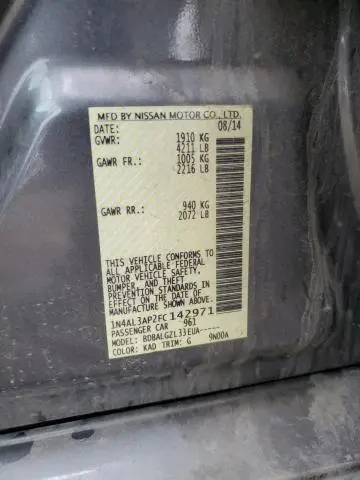 MFD BY NISSAN MOTOR CO., LTD.
DATE: 08/14
GVWR: 1910 KG
4211 LB
GAWR FR.: 1005 KG
2216 LB
GAWR RR.: 940 KG
2072 LB
THIS VEHICLE CONFORMS TO
ALL APPLICABLE FEDERAL
MOTOR VEHICLE SAFETY,
BUMPER, AND THEFT
PREVENTION STANDARDS IN
EFFECT ON THE DATE OF
MANUFACTURE SHOWN ABOVE.
1N4AL3AP2FC142971
PASSENGER CAR 961
MODEL: BDBALGZL33EUA-----
COLOR: KAD TRIM: G 9N00A